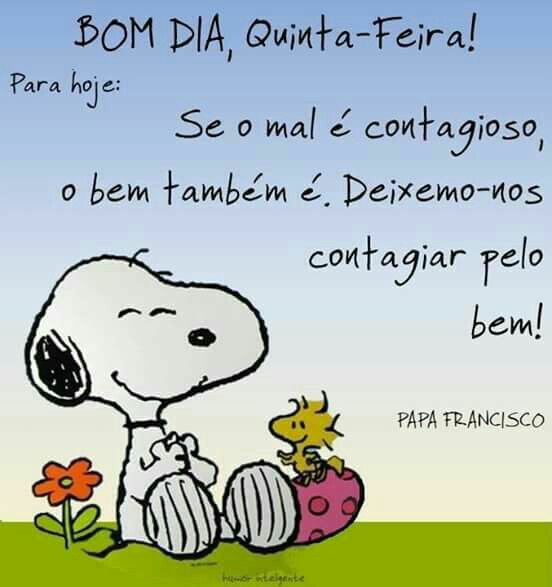 BOM DIA, Quinta-Feira!
Para hoje:
Se o mal é contagioso,
o bem também é. Deixemo-nos
contagiar pelo
bem!
PAPA FRANCISCO
humor inteligente